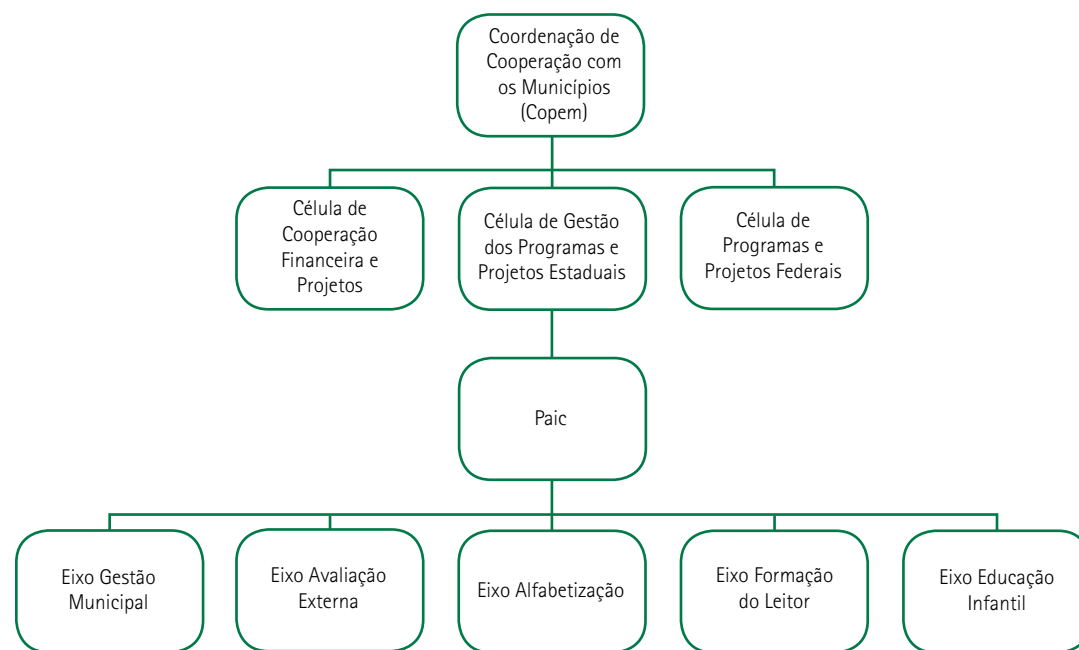 Coordenação de
Cooperação com
os Municípios
(Copem)
Célula de
Cooperação
Financeira e
Projetos
Célula de Gestão
dos Programas e
Projetos Estaduais
Célula de
Programas e
Projetos Federais
Paic
Eixo Gestão
Municipal
Eixo Avaliação
Externa
Eixo Alfabetização
Eixo Formação
do Leitor
Eixo Educação
Infantil